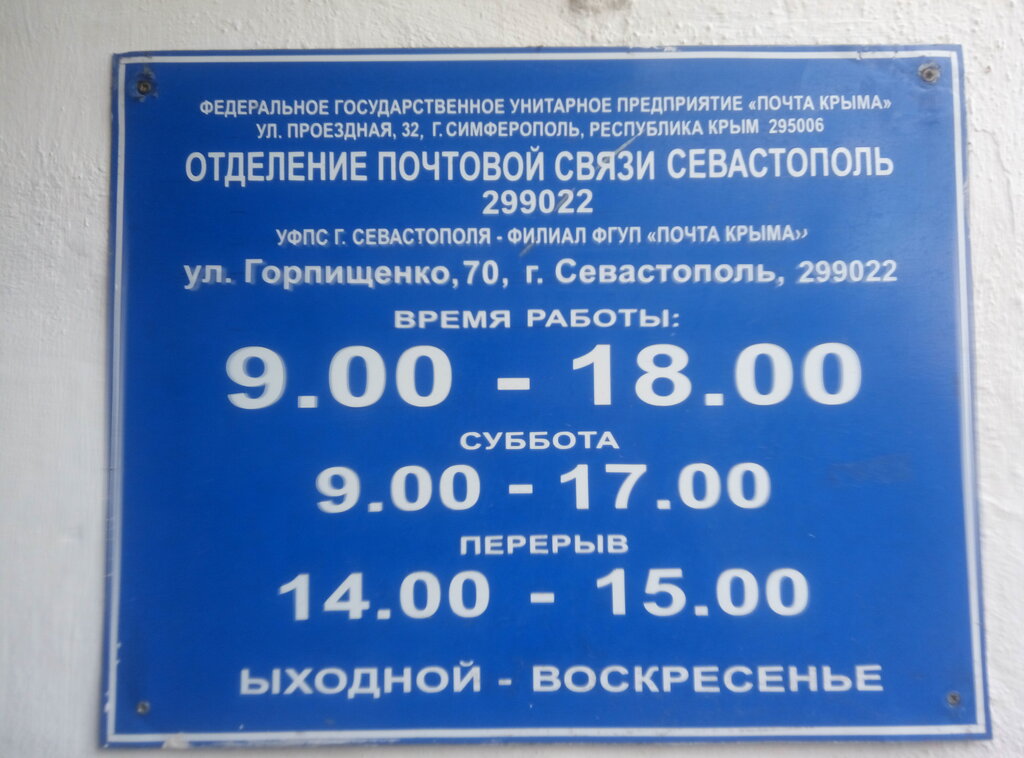 ФЕДЕРАЛЬНОЕ ГОСУДАРСТВЕННОЕ УНИТАРНОЕ ПРЕДПРИЯТИЕ «ПОЧТА КРЫМА»
УЛ. ПРОЕЗДНАЯ, 32, Г. СИМФЕРОПОЛЬ, РЕСПУБЛИКА КРЫМ 295006
ОТДЕЛЕНИЕ ПОЧТОВОЙ СВЯЗИ СЕВАСТОПОЛЬ
299022
УФПС Г. СЕВАСТОПОЛЯ - ФИЛИАЛ ФГУП «ПОЧТА КРЫМА»
ул. Горпищенко, 70, г. Севастополь, 299022
ВРЕМЯ РАБОТЫ:
9.00 - 18.00
СУББОТА
9.00 - 17.00
ПЕРЕРЫВ
14.00 - 15.00
ЫХОДНОЙ - ВОСКРЕСЕНЬЕ